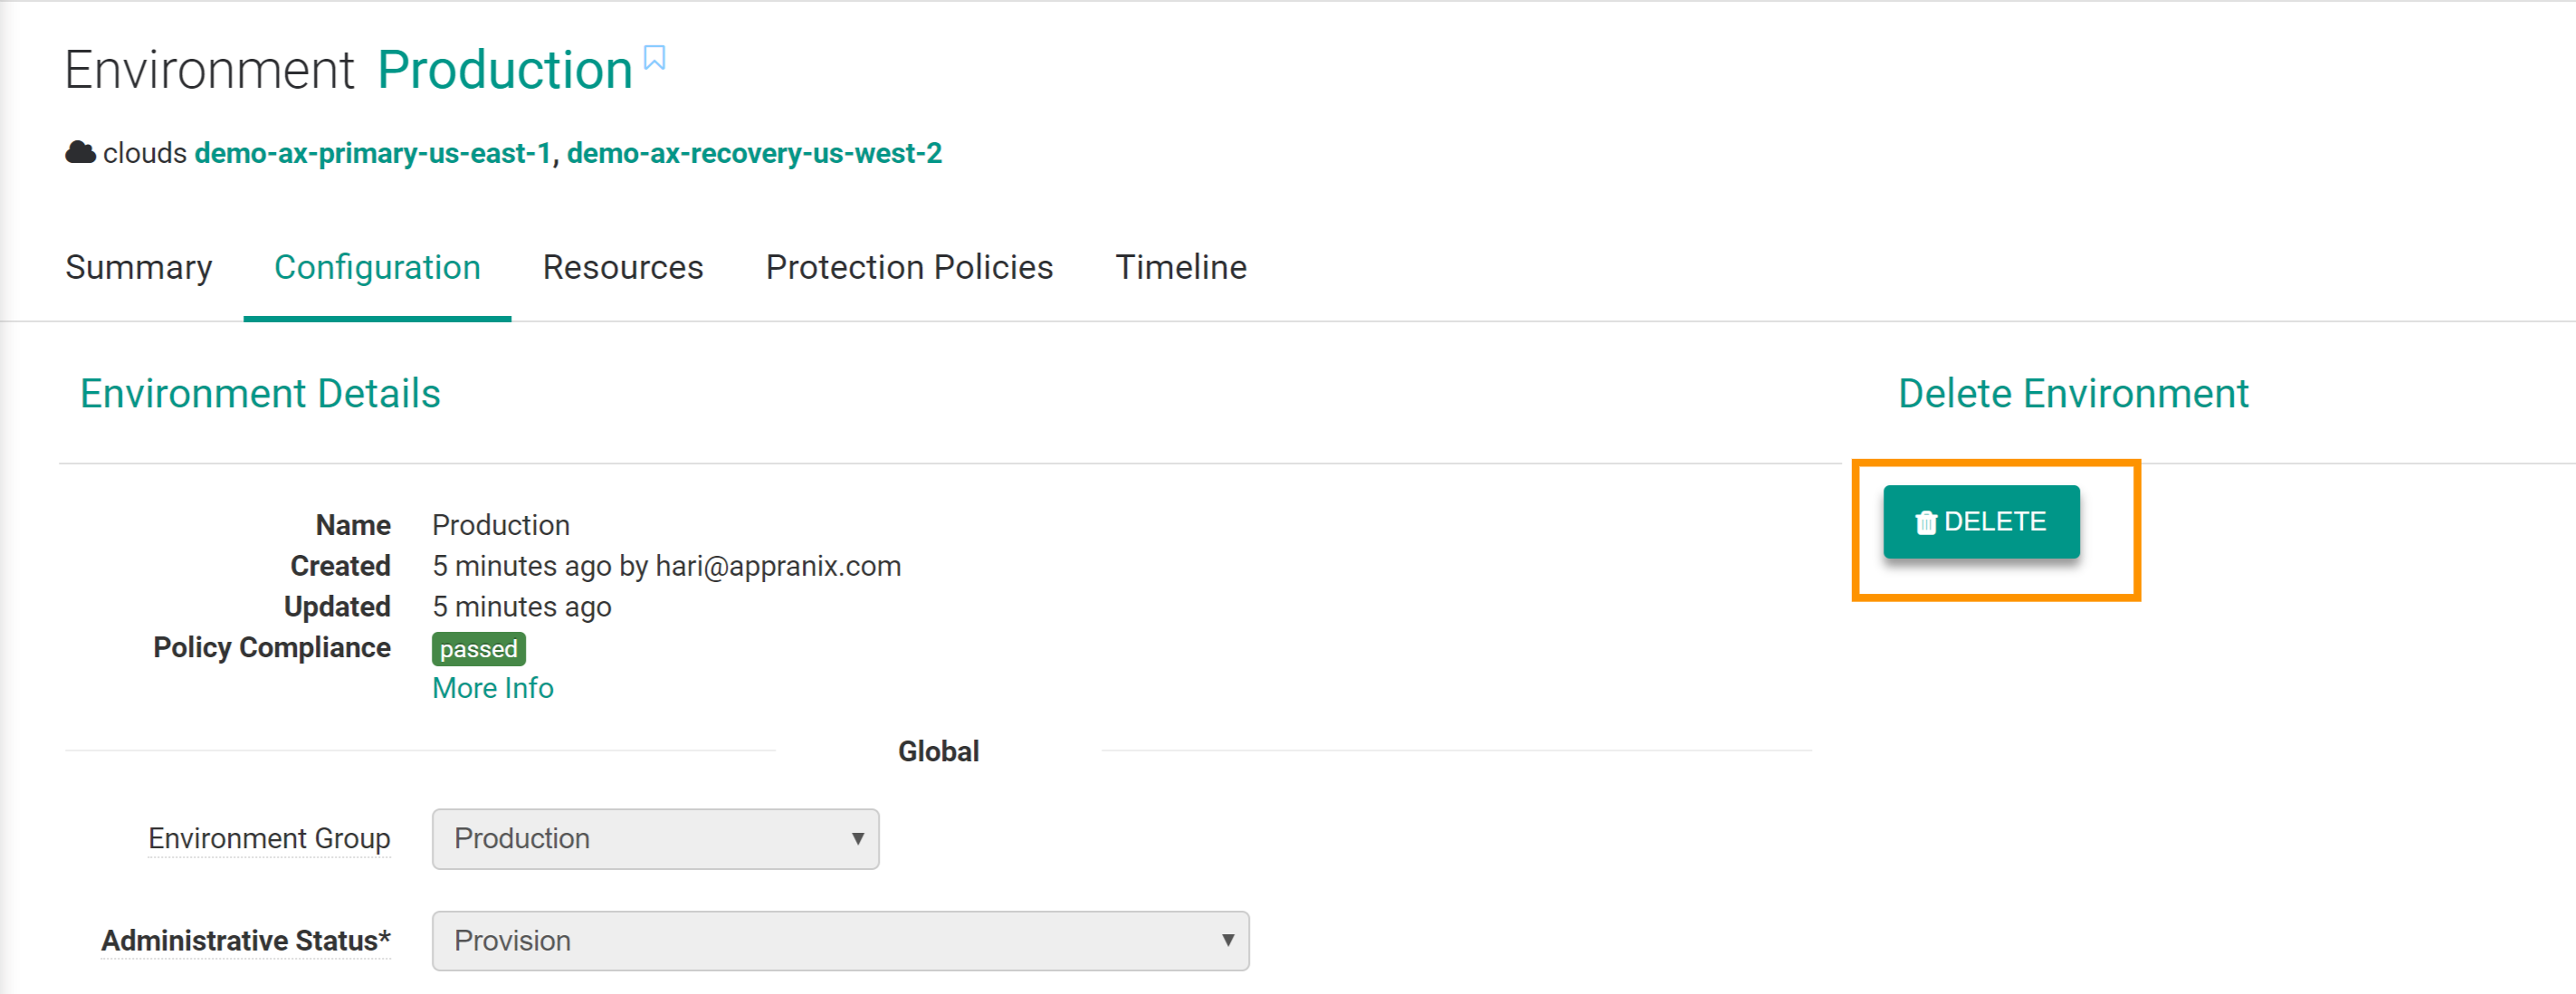 Environment Production
clouds demo-ax-primary-us-east-1, demo-ax-recovery-us-west-2
Summary Configuration Resources Protection Policies Timeline
Environment Details
Delete Environment
DELETE
Name Production
Created 5 minutes ago by hari@appranix.com
Updated 5 minutes ago
Policy Compliance passed
More Info
Global
Environment Group Production
Administrative Status* Provision